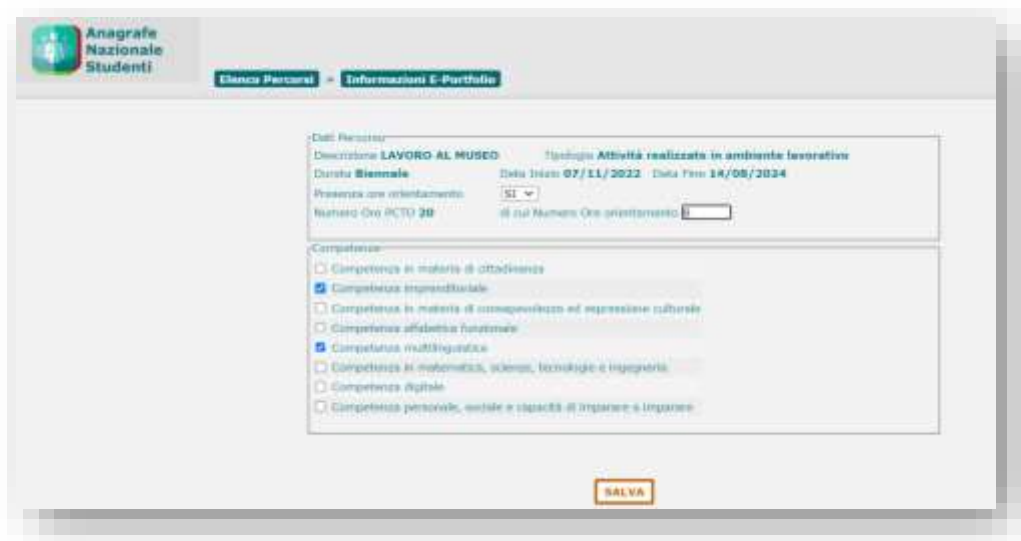 Anagrafe
Nazionale
Studenti
Elenco Percorsi » Informazioni E-Portfolio
Dati Percorso
Descrizione LAVORO AL MUSEO Tipologia Attività realizzata in ambiente lavorativo
Durata Biennale Data Inizio 07/11/2022 Data Fine 14/08/2024
Presenza ore orientamento SI
Numero Ore PCTO 20 di cui Numero Ore orientamento
Competenze
Competenza in materia di cittadinanza
Competenza imprenditoriale
Competenza in materia di consapevolezza ed espressione culturale
Competenza alfabetica funzionale
Competenza multilinguistica
Competenza in matematica, scienze, tecnologie e ingegneria
Competenza digitale
Competenza personale, sociale e capacità di imparare a imparare
SALVA